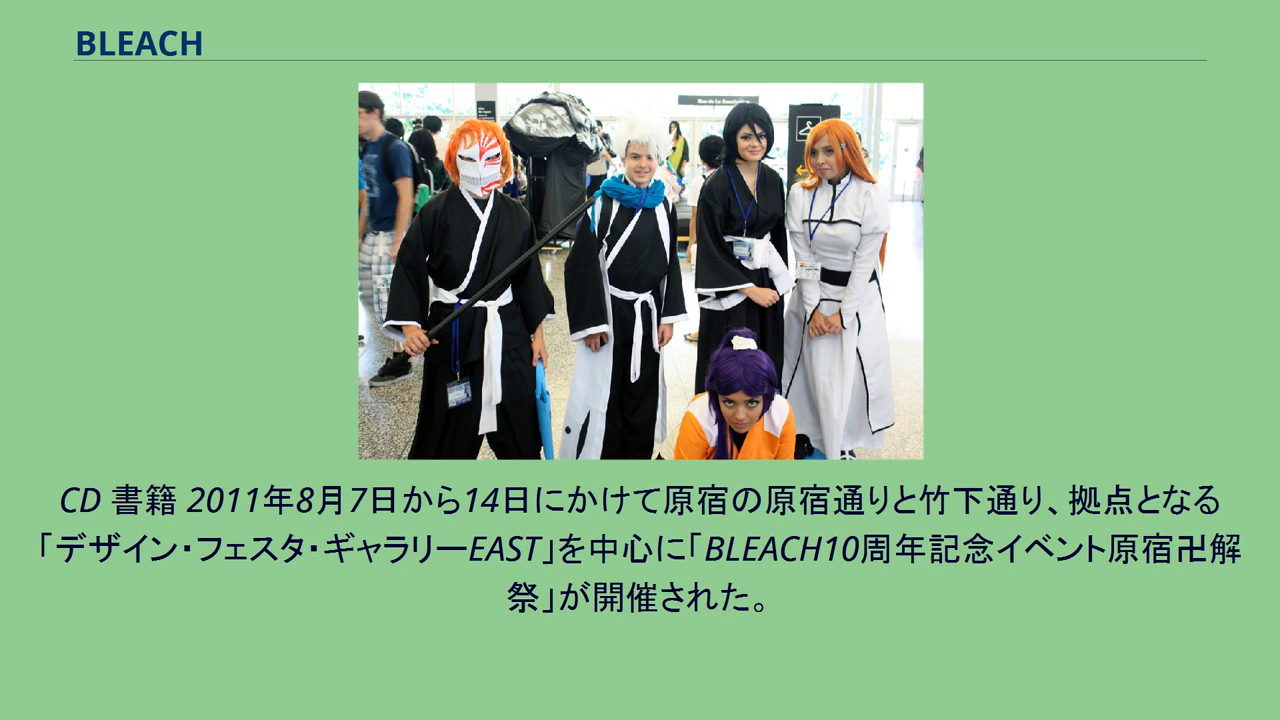 BLEACH
CD 書籍 2011年8月7日から14日にかけて原宿の原宿通りと竹下通り、拠点となる
「デザイン・フェスタ・ギャラリーEAST」を中心に「BLEACH10周年記念イベント原宿卍解
祭」が開催された。